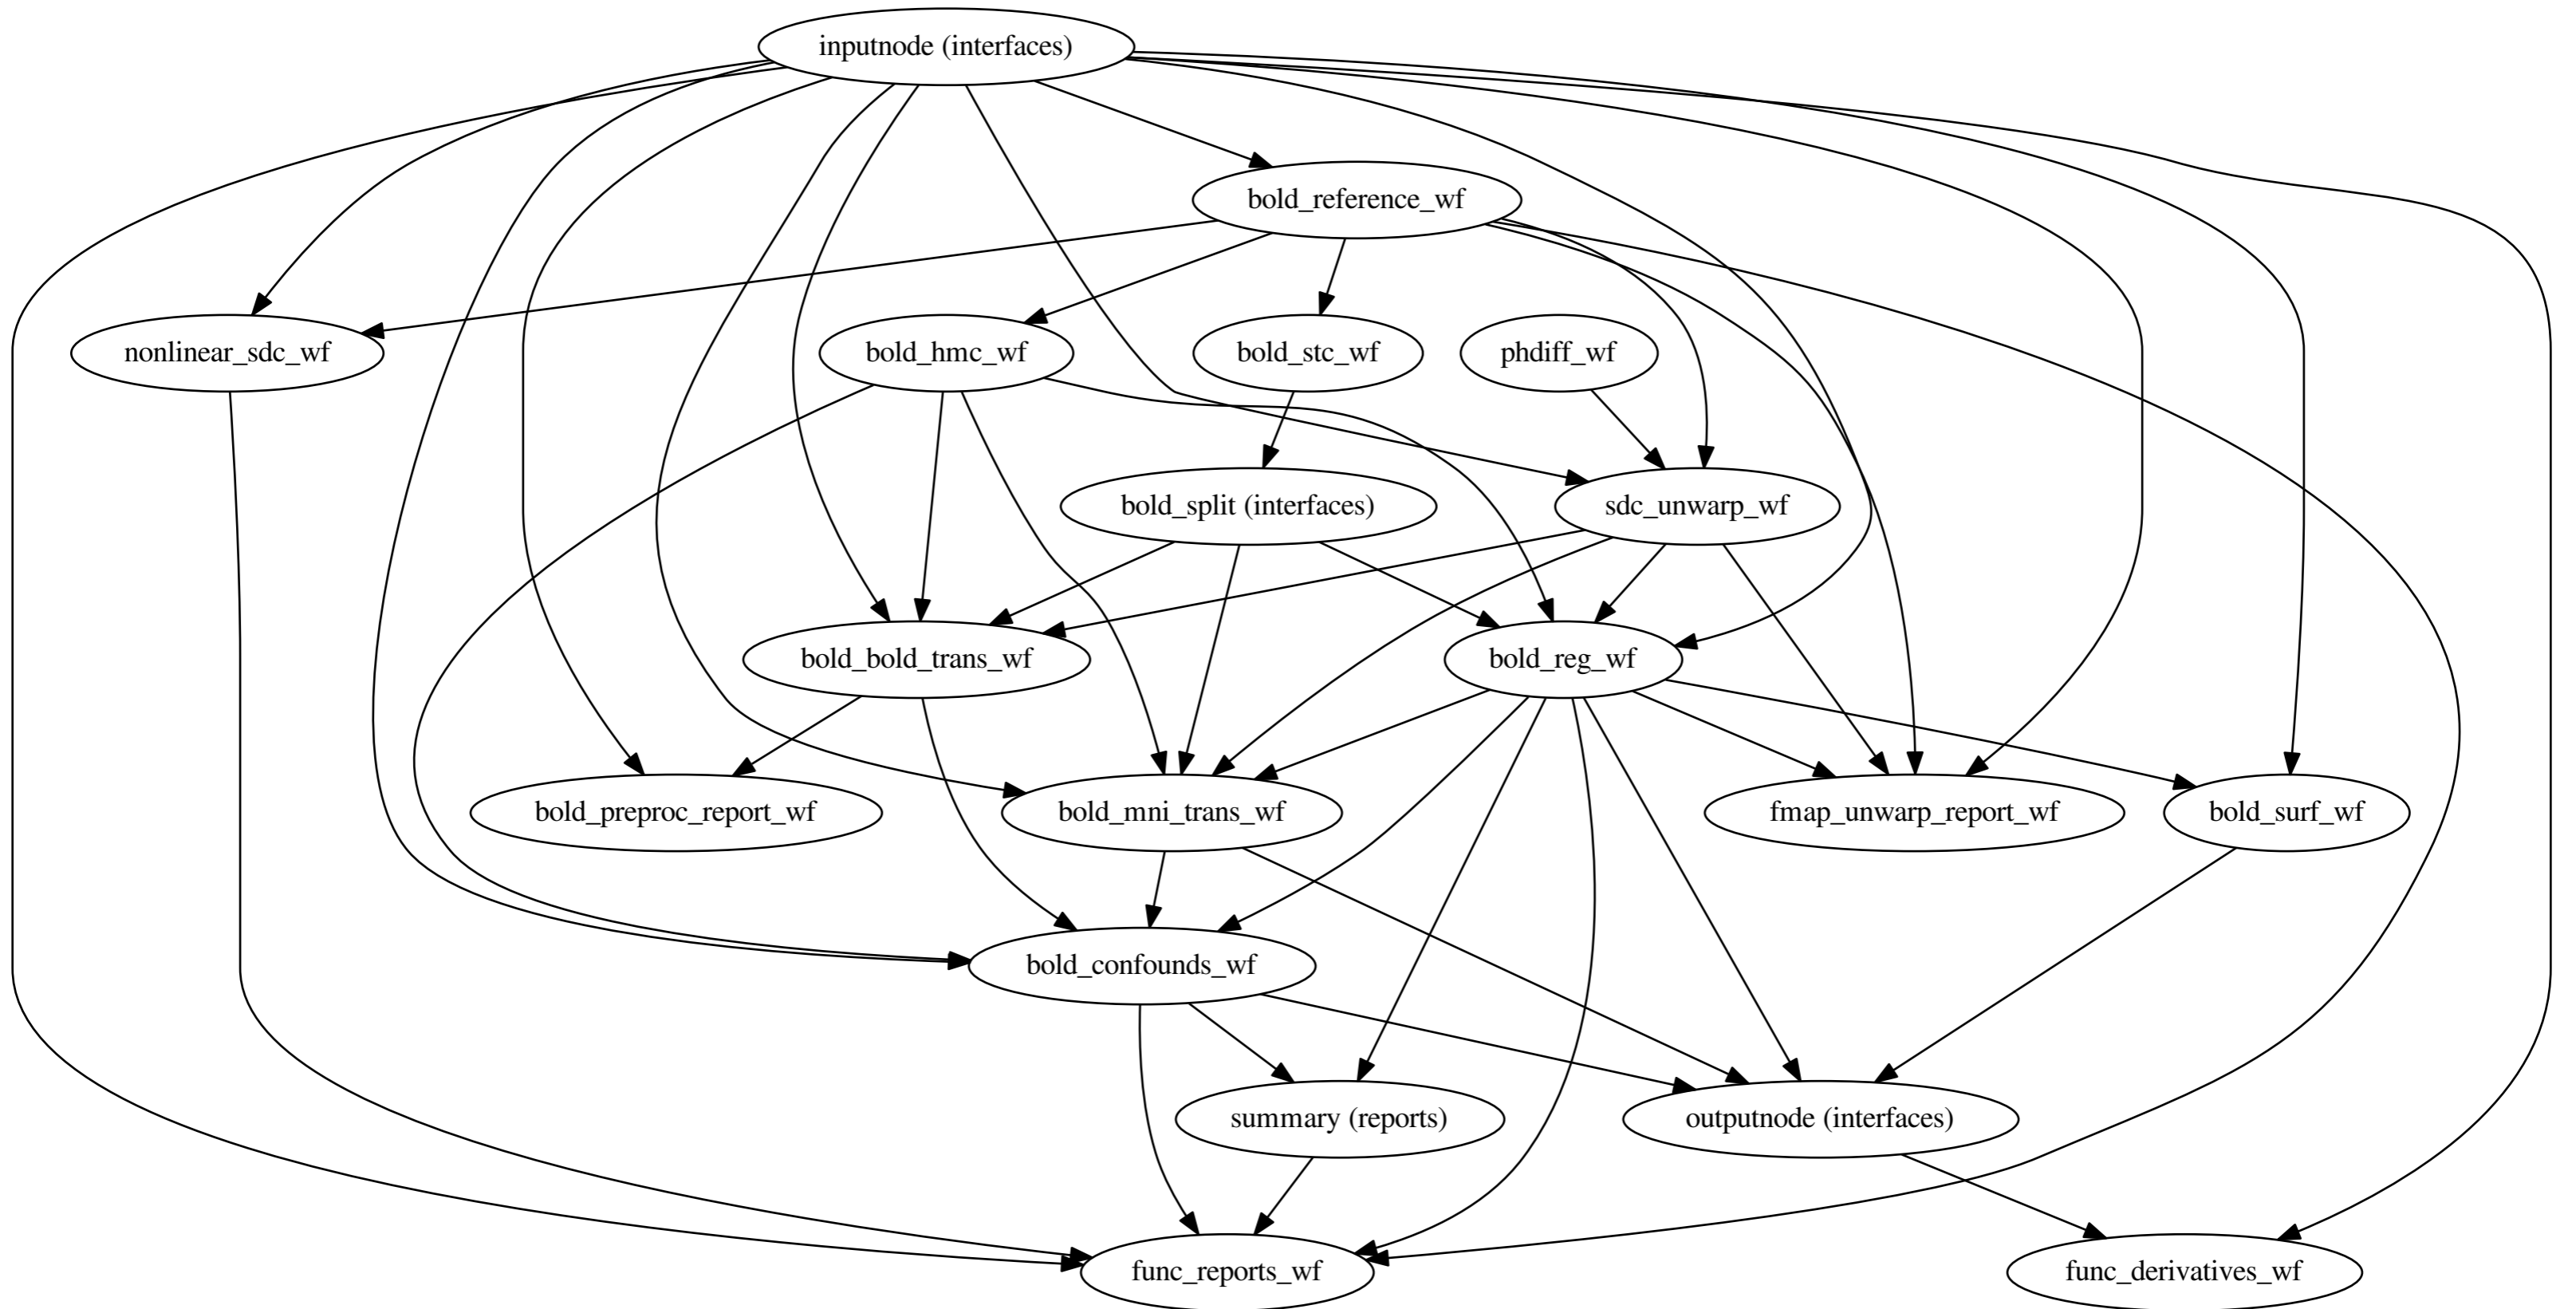 inputnode (interfaces)
bold_reference_wf
nonlinear_sdc_wf
bold_hmc_wf
bold_stc_wf
phdiff_wf
bold_split (interfaces)
sdc_unwarp_wf
bold_bold_trans_wf
bold_reg_wf
bold_preproc_report_wf
bold_mni_trans_wf
fmap_unwarp_report_wf
bold_surf_wf
bold_confounds_wf
summary (reports)
outputnode (interfaces)
func_reports_wf
func_derivatives_wf